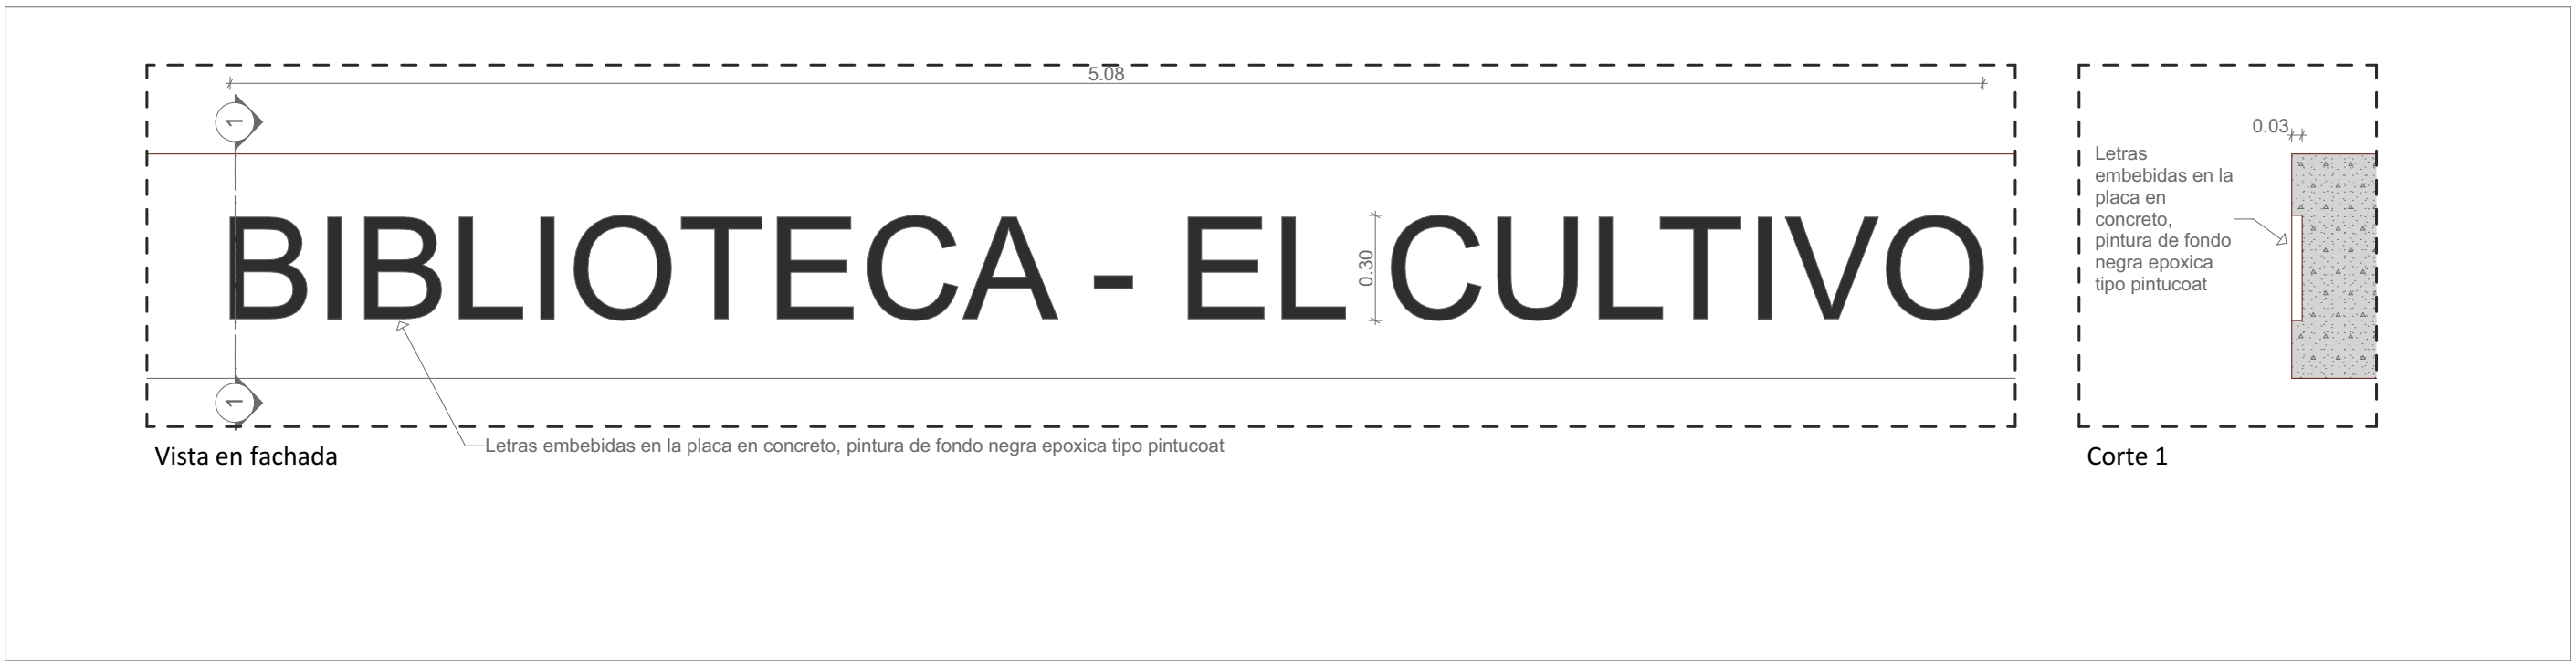 5.08
1
BIBLIOTECA - EL CULTIVO
0.30
1
Letras embebidas en la placa en concreto, pintura de fondo negra epoxica tipo pintucoat
Vista en fachada
0.03
Letras
embebidas en la
placa en
concreto,
pintura de fondo
negra epoxica
tipo pintucoat
Corte 1